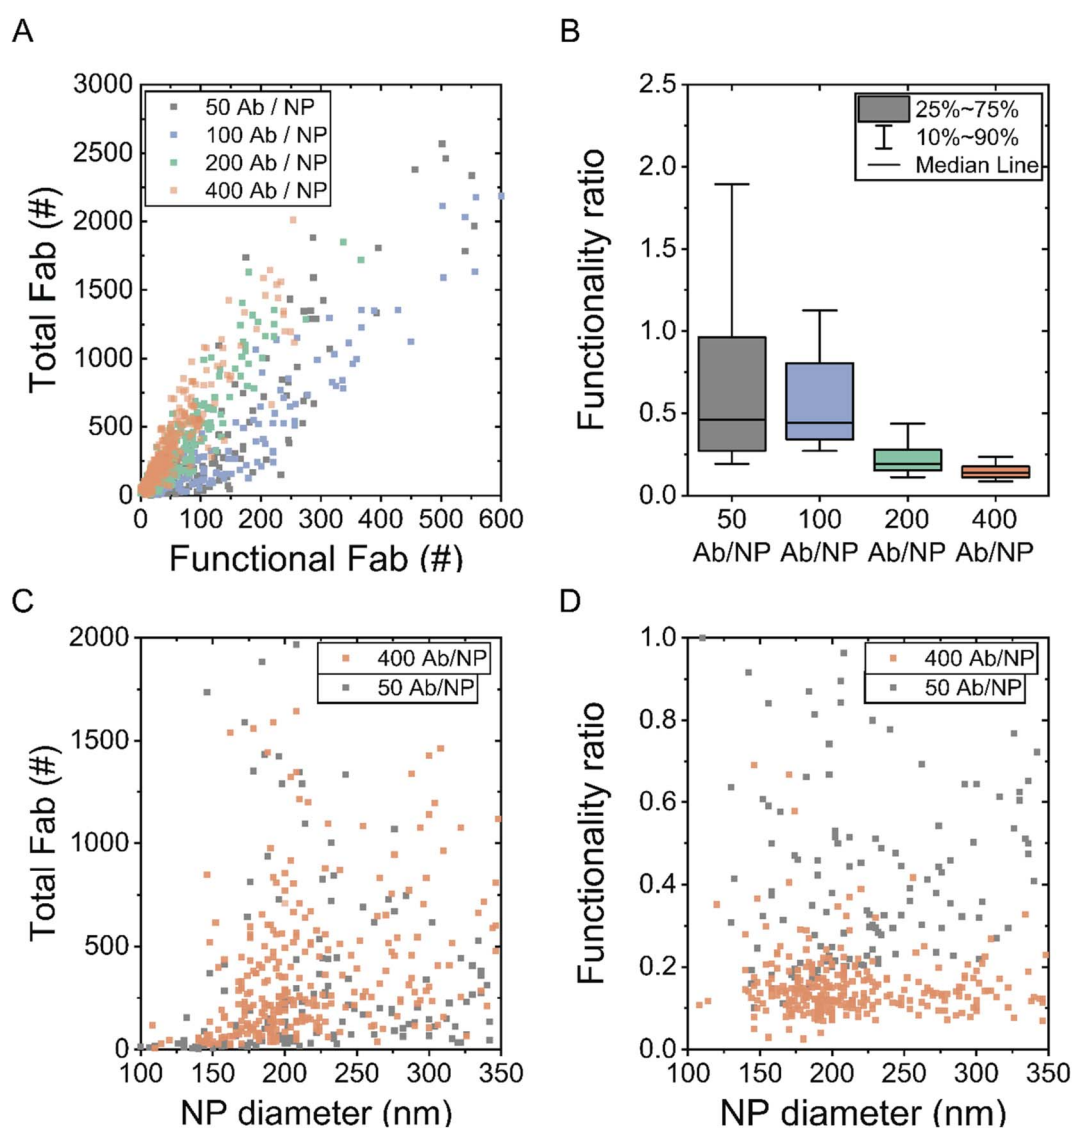 A
3000
2500
2000
1500
1000
500
0
Total Fab (#)
50 Ab / NP
100 Ab / NP
200 Ab / NP
400 Ab / NP
0 100 200 300 400 500 600
Functional Fab (#)
B
2.5
2.0
1.5
1.0
0.5
0.0
Functionality ratio
25%~75%
10%~90%
Median Line
50 100 200 400
Ab/NP Ab/NP Ab/NP Ab/NP
C
2000
1500
1000
500
0
Total Fab (#)
400 Ab/NP
50 Ab/NP
100 150 200 250 300 350
NP diameter (nm)
D
1.0
0.8
0.6
0.4
0.2
0.0
Functionality ratio
400 Ab/NP
50 Ab/NP
100 150 200 250 300 350
NP diameter (nm)